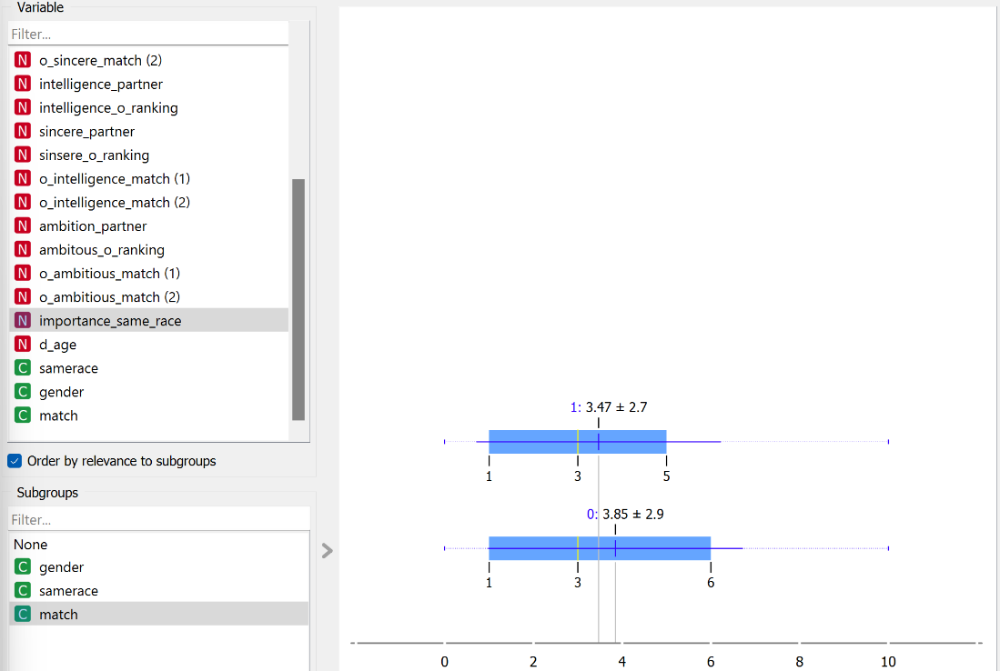 Variable
Filter...
N o_sincere_match (2)
N intelligence_partner
N intelligence_o_ranking
N sincere_partner
N sinsere_o_ranking
N o_intelligence_match (1)
N o_intelligence_match (2)
N ambition_partner
N ambitous_o_ranking
N o_ambitious_match (1)
N o_ambitious_match (2)
N importance_same_race
N d_age
C samerace
C gender
C match
Order by relevance to subgroups
Subgroups
Filter...
None
C gender
C samerace
C match
1: 3.47 ± 2.7
1 3 5
0: 3.85 ± 2.9
1 3 6
0 2 4 6 8 10